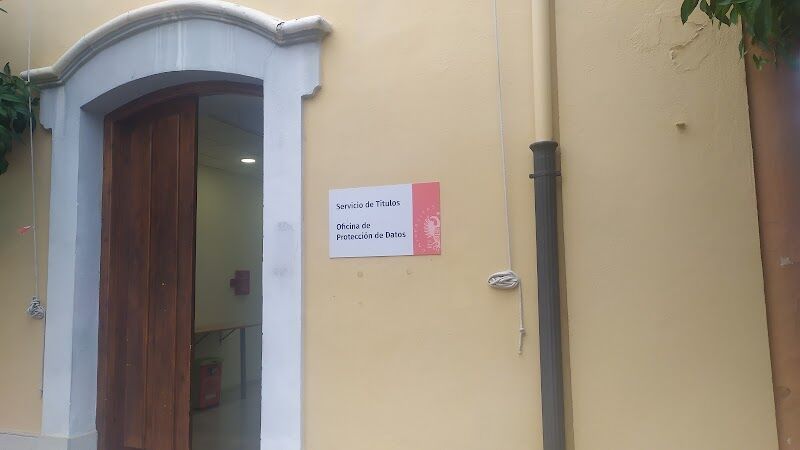 Servicio de Títulos
Oficina de
Protección de Datos